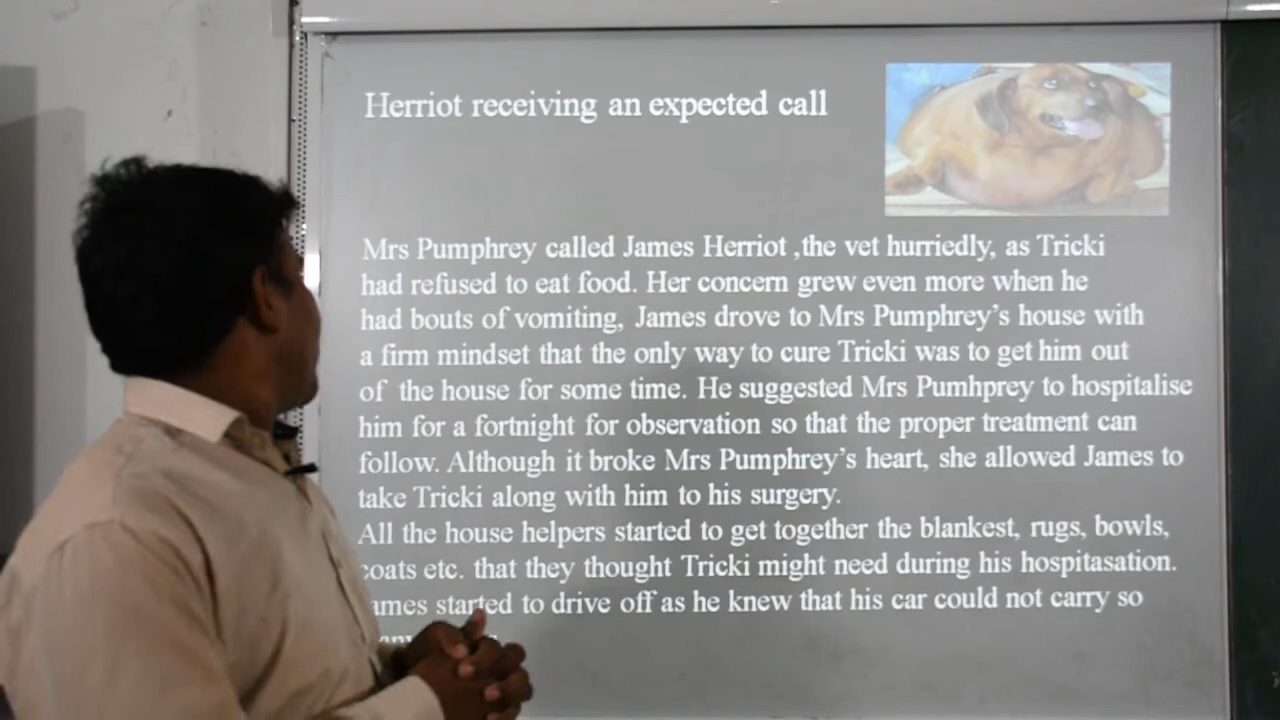 Herriot receiving an expected call
Mrs Pumphrey called James Herriot ,the vet hurriedly, as Tricki
had refused to eat food. Her concern grew even more when he
had bouts of vomiting, James drove to Mrs Pumphrey's house with
a firm mindset that the only way to cure Tricki was to get him out
of the house for some time. He suggested Mrs Pumhprey to hospitalise
him for a fortnight for observation so that the proper treatment can
follow. Although it broke Mrs Pumphrey's heart, she allowed James to
take Tricki along with him to his surgery.
All the house helpers started to get together the blankest, rugs, bowls,
coats etc. that they thought Tricki might need during his hospitasation.
ames started to drive off as he knew that his car could not carry so